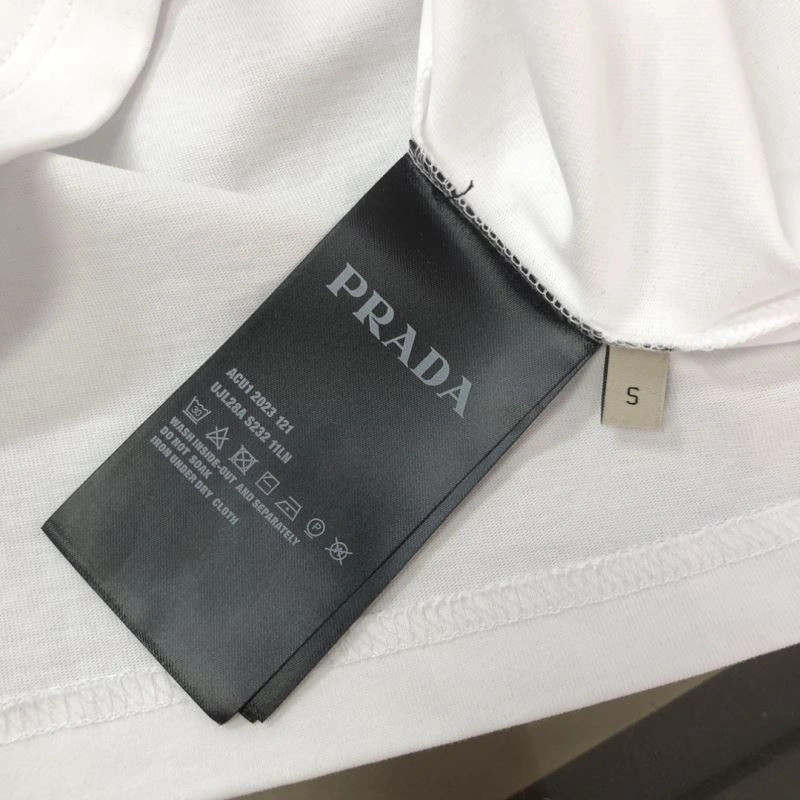 PRADA
ACU1 2023 121
UJL28A S232 11LN
30
P
WASH INSIDE-OUT AND SEPARATELY
DO NOT SOAK
IRON UNDER DRY CLOTH
S